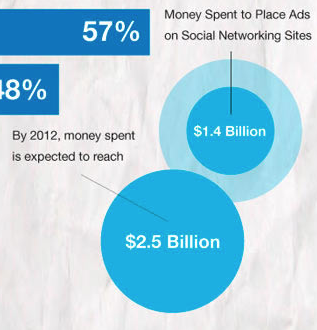 57%
Money Spent to Place Ads
on Social Networking Sites
48%
$1.4 Billion
By 2012, money spent
is expected to reach
$2.5 Billion